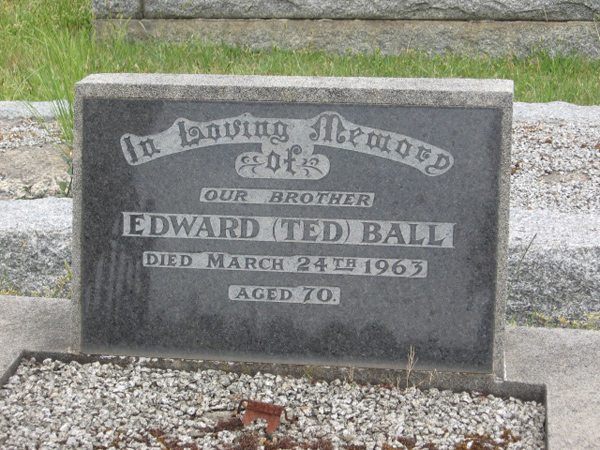 In Loving Memory
of
OUR BROTHER
EDWARD (TED) BALL
DIED MARCH 24TH 1963
AGED 70.